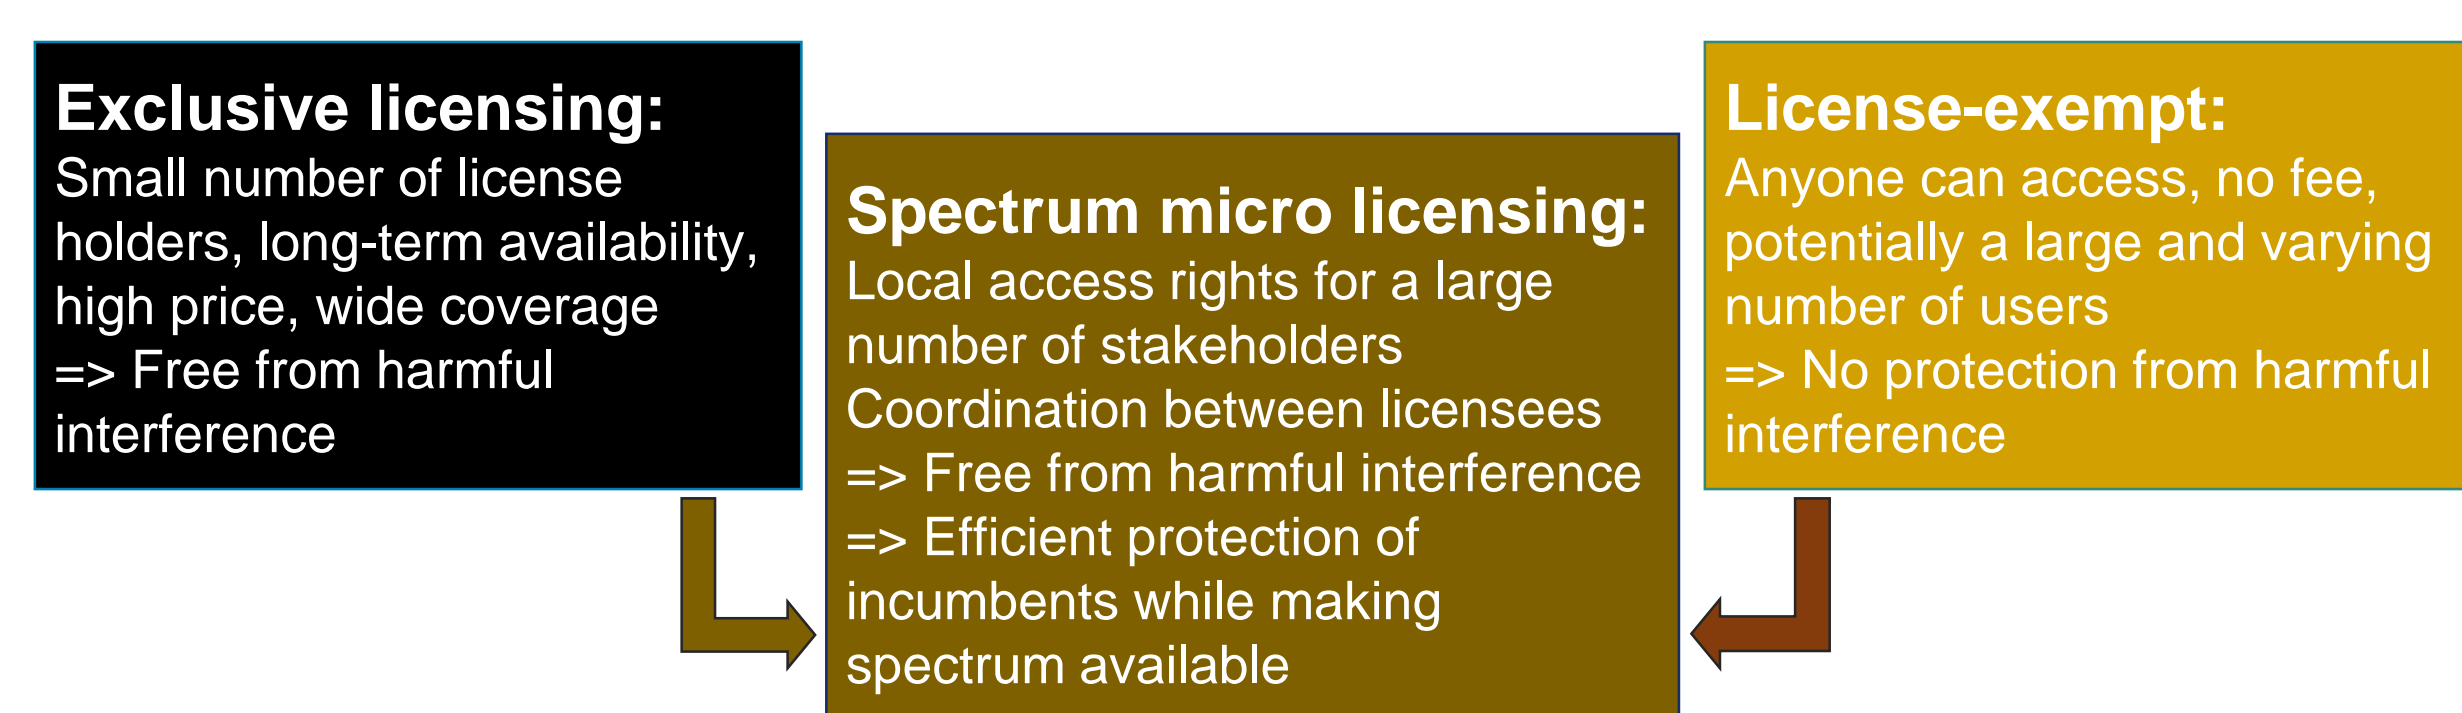 Exclusive licensing:
Small number of license
holders, long-term availability,
high price, wide coverage
=> Free from harmful
interference
Spectrum micro licensing:
Local access rights for a large
number of stakeholders
Coordination between licensees
=> Free from harmful interference
=> Efficient protection of
incumbents while making
spectrum available
License-exempt:
Anyone can access, no fee,
potentially a large and varying
number of users
=> No protection from harmful
interference